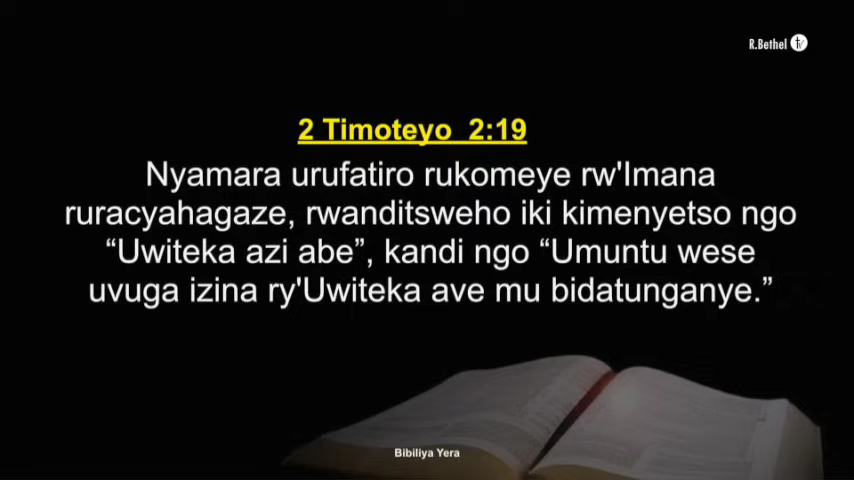 R.Bethel tv
2 Timoteyo 2:19
Nyamara urufatiro rukomeye rw'Imana
ruracyahagaze, rwanditsweho iki kimenyetso ngo
“Uwiteka azi abe”, kandi ngo “Umuntu wese
uvuga izina ry'Uwiteka ave mu bidatunganye.”
Bibiliya Yera